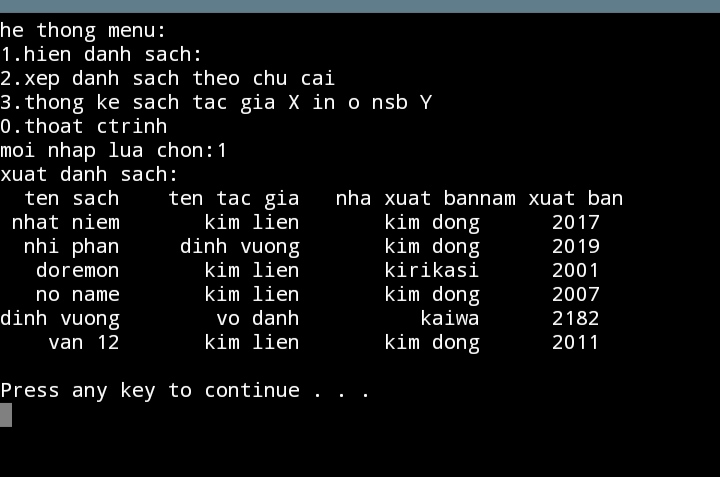 he thong menu:
1.hien danh sach:
2.xep danh sach theo chu cai
3.thong ke sach tac gia X in o nsb Y
0.thoat ctrinh
moi nhap lua chon:1
xuat danh sach:
ten sach ten tac gia nha xuat bannam xuat ban
nhat niem kim lien kim dong 2017
nhi phan dinh vuong kim dong 2019
doremon kim lien kirikasi 2001
no name kim lien kim dong 2007
dinh vuong vo danh kaiwa 2182
van 12 kim lien kim dong 2011
Press any key to continue . . .